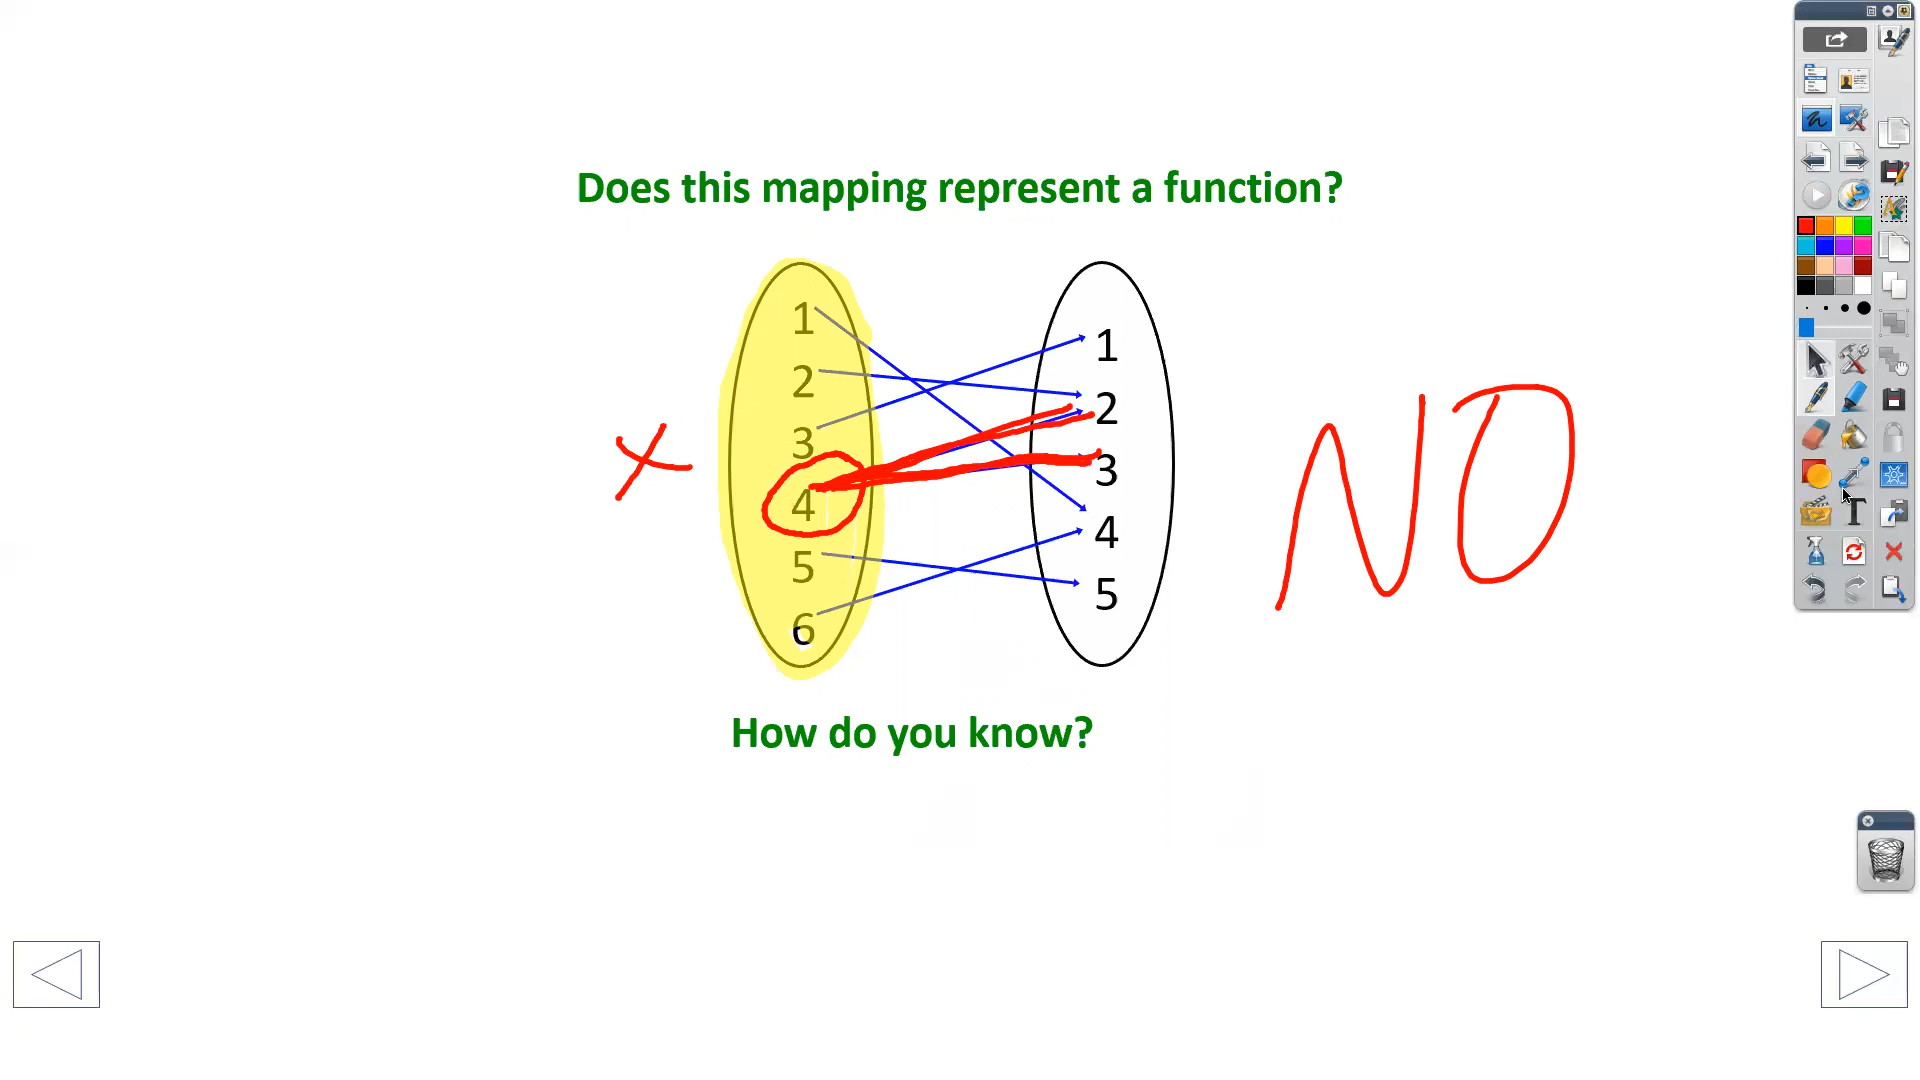 Does this mapping represent a function?
1
2
3
4
5
6
1
2
3
4
5
x
NO
How do you know?